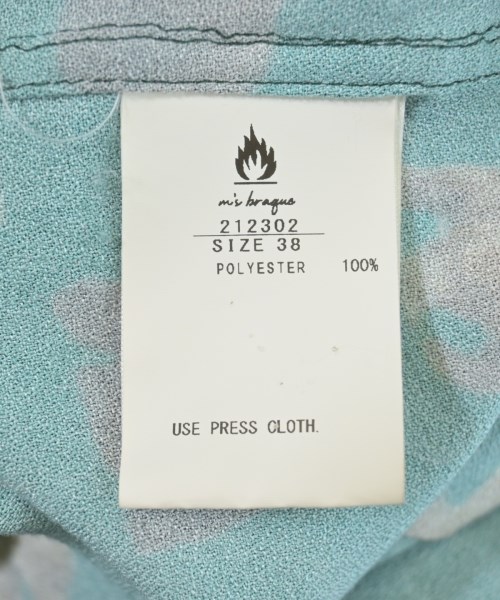 m's braque
212302
SIZE 38
POLYESTER 100%
USE PRESS CLOTH.